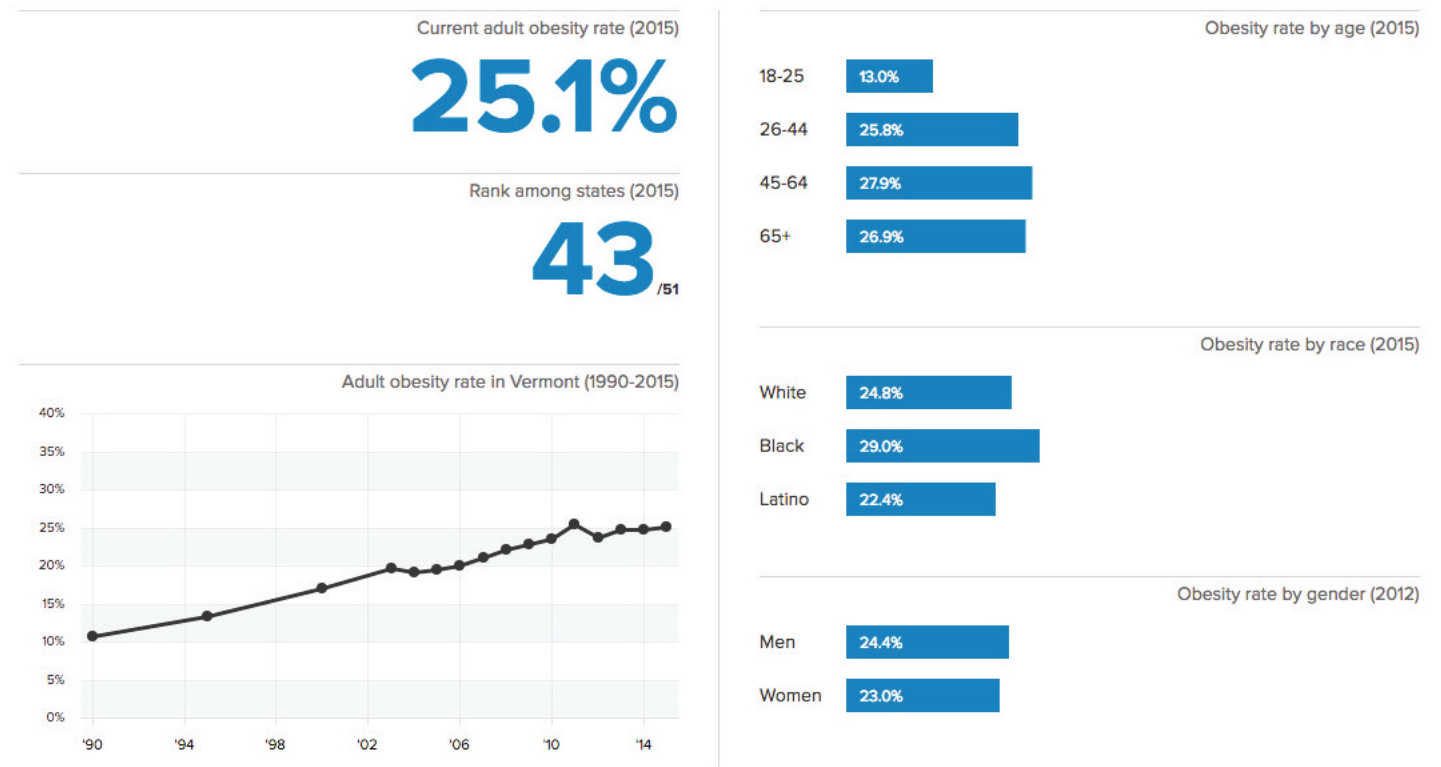 Current adult obesity rate (2015)
25.1%
Rank among states (2015)
43/51
Adult obesity rate in Vermont (1990-2015)
40%
35%
30%
25%
20%
15%
10%
5%
0%
'90 '94 '98 '02 '06 '10 '14
Obesity rate by age (2015)
18-25 13.0%
26-44 25.8%
45-64 27.9%
65+ 26.9%
Obesity rate by race (2015)
White 24.8%
Black 29.0%
Latino 22.4%
Obesity rate by gender (2012)
Men 24.4%
Women 23.0%